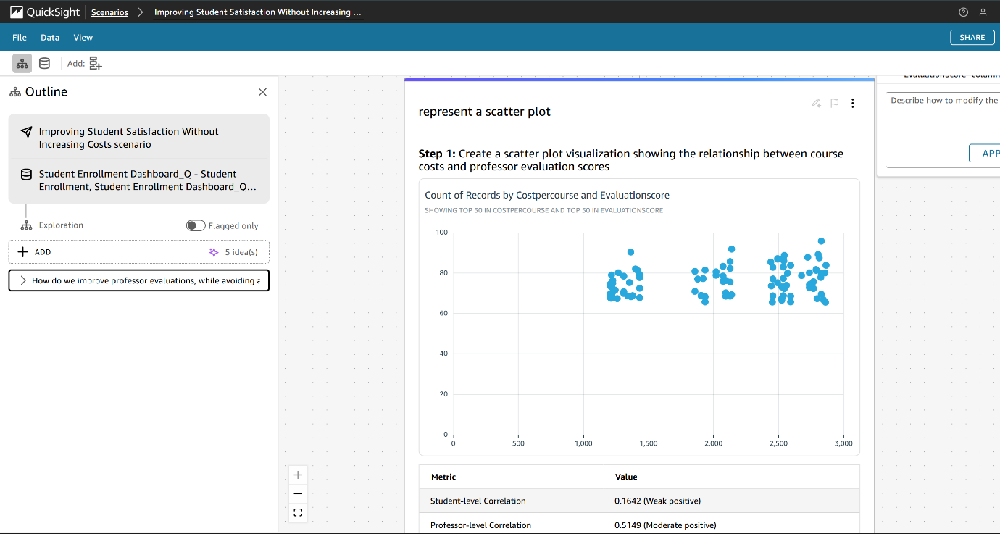 QuickSight
Scenarios
Improving Student Satisfaction Without Increasing ...
File
Data
View
SHARE
Add:
Outline
Improving Student Satisfaction Without
Increasing Costs scenario
Student Enrollment Dashboard_Q - Student
Enrollment, Student Enrollment Dashboard_Q...
Exploration
Flagged only
ADD
5 idea(s)
How do we improve professor evaluations, while avoiding a
represent a scatter plot
Step 1: Create a scatter plot visualization showing the relationship between course
costs and professor evaluation scores
Count of Records by Costpercourse and Evaluationscore
SHOWING TOP 50 IN COSTPERCOURSE AND TOP 50 IN EVALUATIONSCORE
100
80
60
40
20
0
0 500 1,000 1,500 2,000 2,500 3,000
Metric Value
Student-level Correlation 0.1642 (Weak positive)
Professor-level Correlation 0.5149 (Moderate positive)
Describe how to modify the
APP